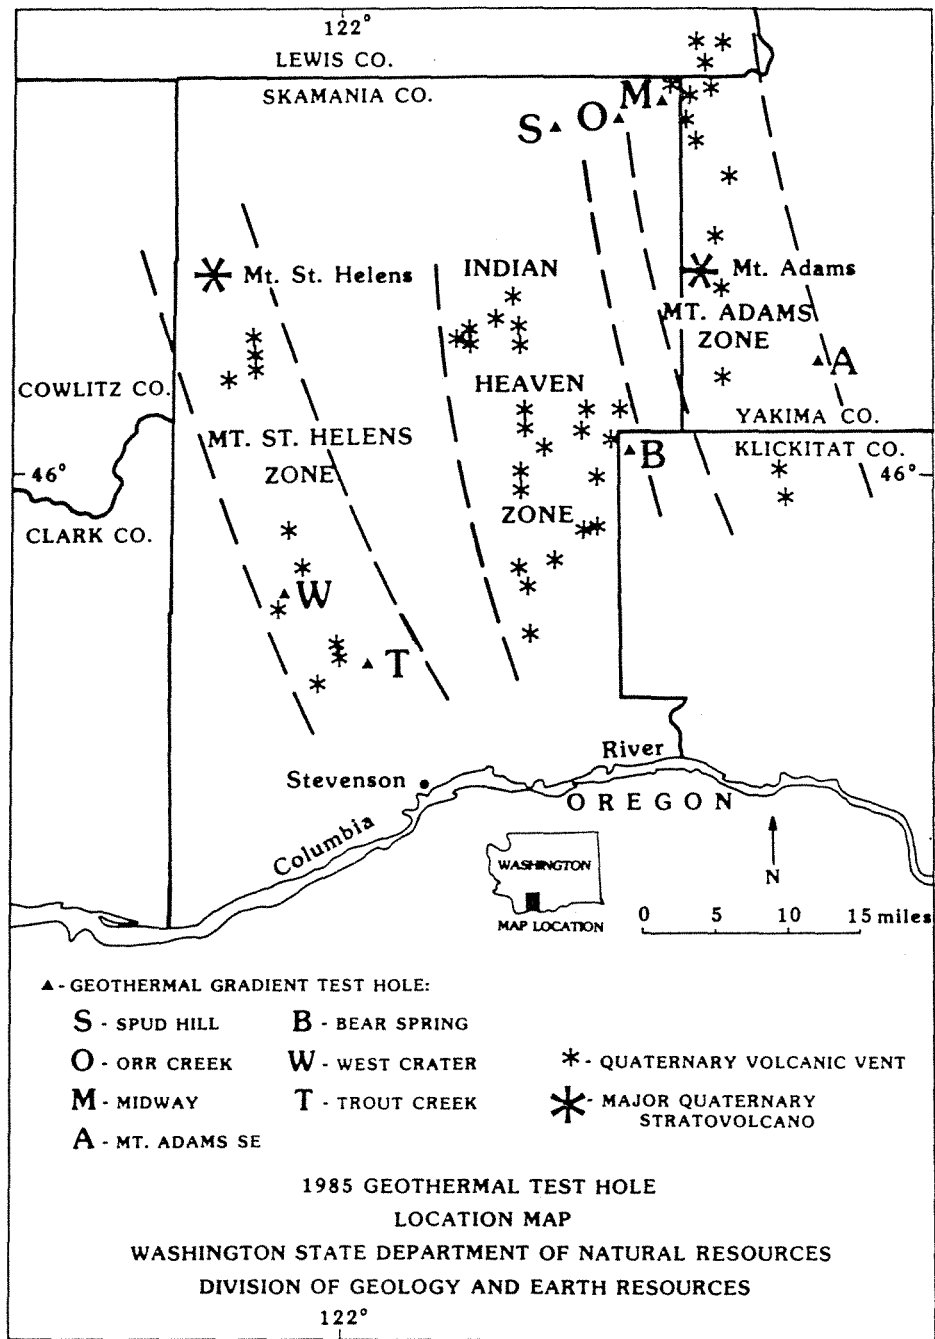 122°
LEWIS CO.
SKAMANIA CO.
M
S
O
INDIAN
Mt. St. Helens
Mt. Adams
MT. ADAMS
ZONE
A
HEAVEN
COWLITZ CO.
YAKIMA CO.
MT. ST. HELENS
ZONE
KLICKITAT CO.
B
46°
46°
ZONE
CLARK CO.
W
T
River
Stevenson
OREGON
Columbia
WASHINGTON
N
MAP LOCATION
0 5 10 15 miles
- GEOTHERMAL GRADIENT TEST HOLE:
S - SPUD HILL
B - BEAR SPRING
O - ORR CREEK
W - WEST CRATER
- QUATERNARY VOLCANIC VENT
M - MIDWAY
T - TROUT CREEK
- MAJOR QUATERNARY
STRATOVOLCANO
A - MT. ADAMS SE
1985 GEOTHERMAL TEST HOLE
LOCATION MAP
WASHINGTON STATE DEPARTMENT OF NATURAL RESOURCES
DIVISION OF GEOLOGY AND EARTH RESOURCES
122°